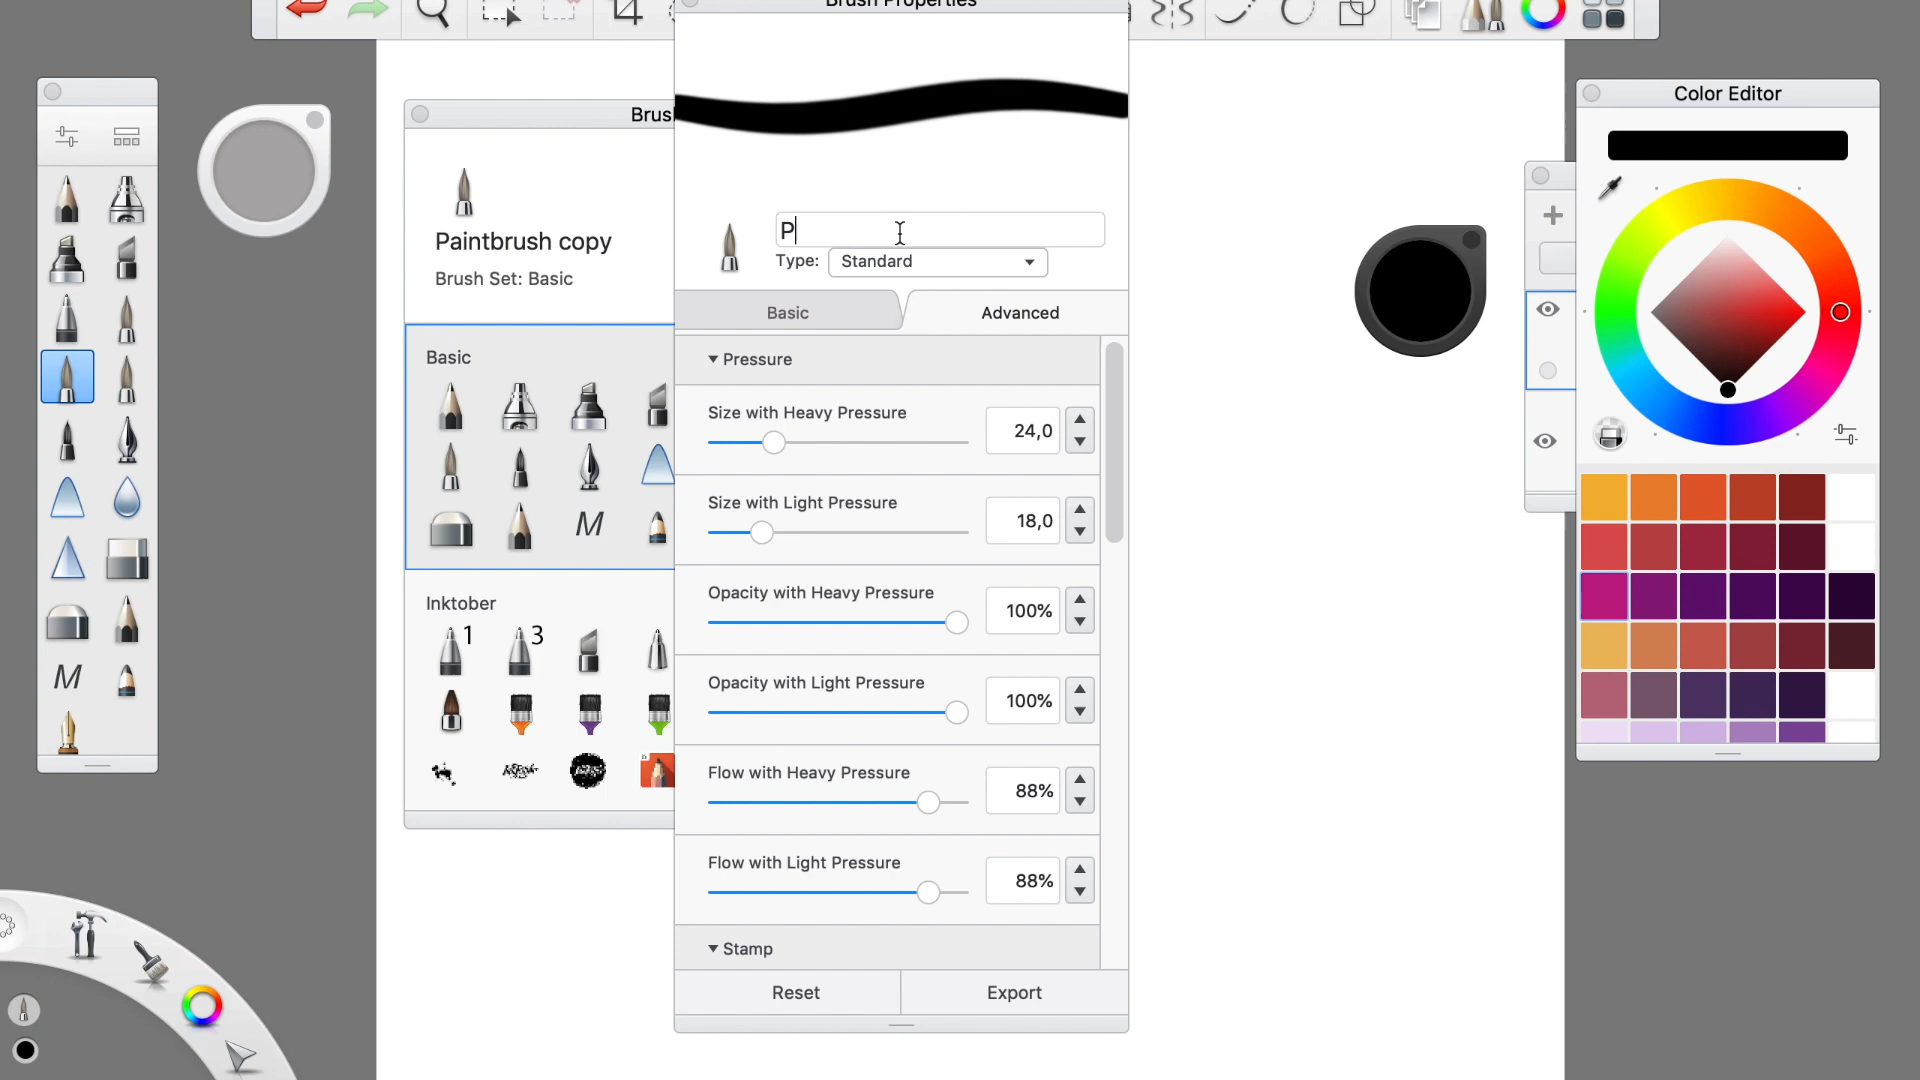 Brush Properties
Color Editor
Brus
P
Paintbrush copy
Type: Standard
Brush Set: Basic
Basic
Advanced
Basic
Pressure
Size with Heavy Pressure
24,0
Size with Light Pressure
18,0
M
Opacity with Heavy Pressure
100%
Inktober
1
3
Opacity with Light Pressure
100%
M
Flow with Heavy Pressure
88%
Flow with Light Pressure
88%
Stamp
Reset
Export